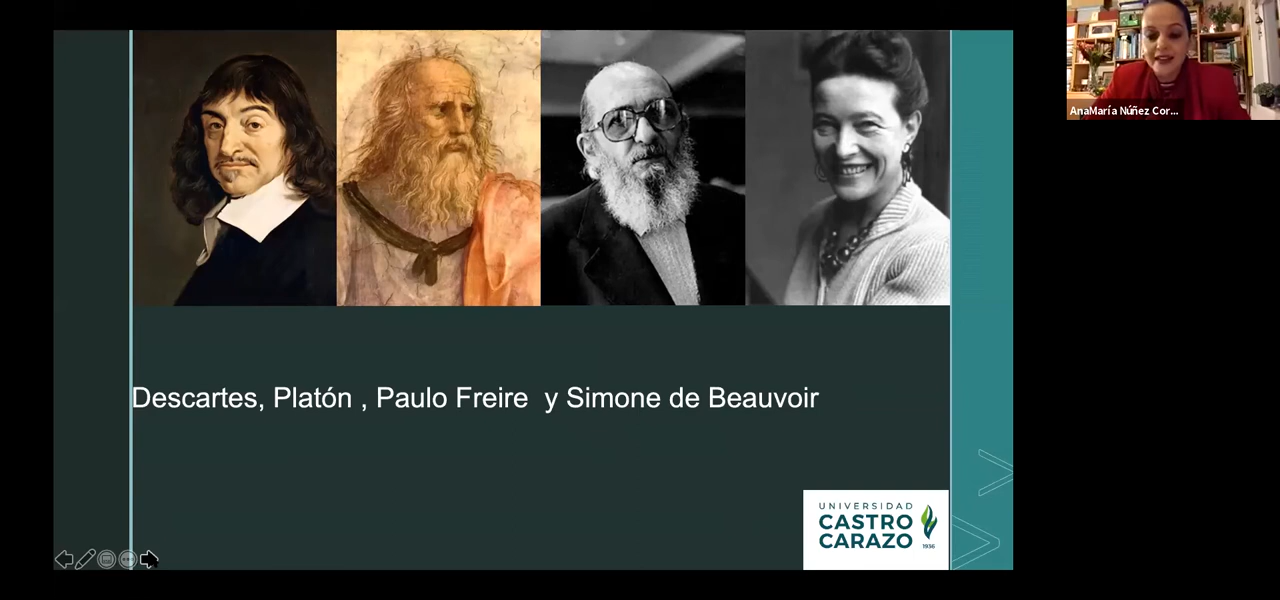 AnaMaría Núñez Cor...
Descartes, Platón , Paulo Freire  y Simone de Beauvoir
UNIVERSIDAD
CASTRO
CARAZO
1936